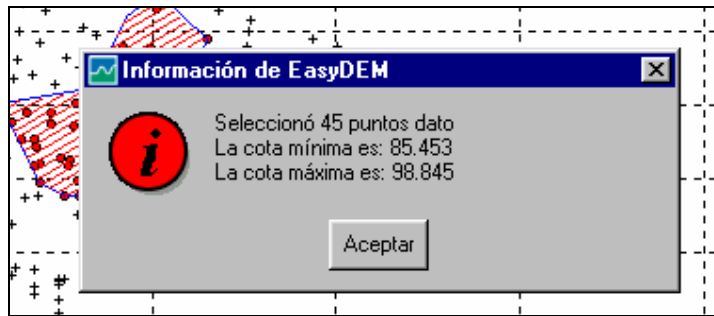 Información de EasyDEM
Seleccionó 45 puntos dato
La cota mínima es: 85.453
La cota máxima es: 98.845
Aceptar